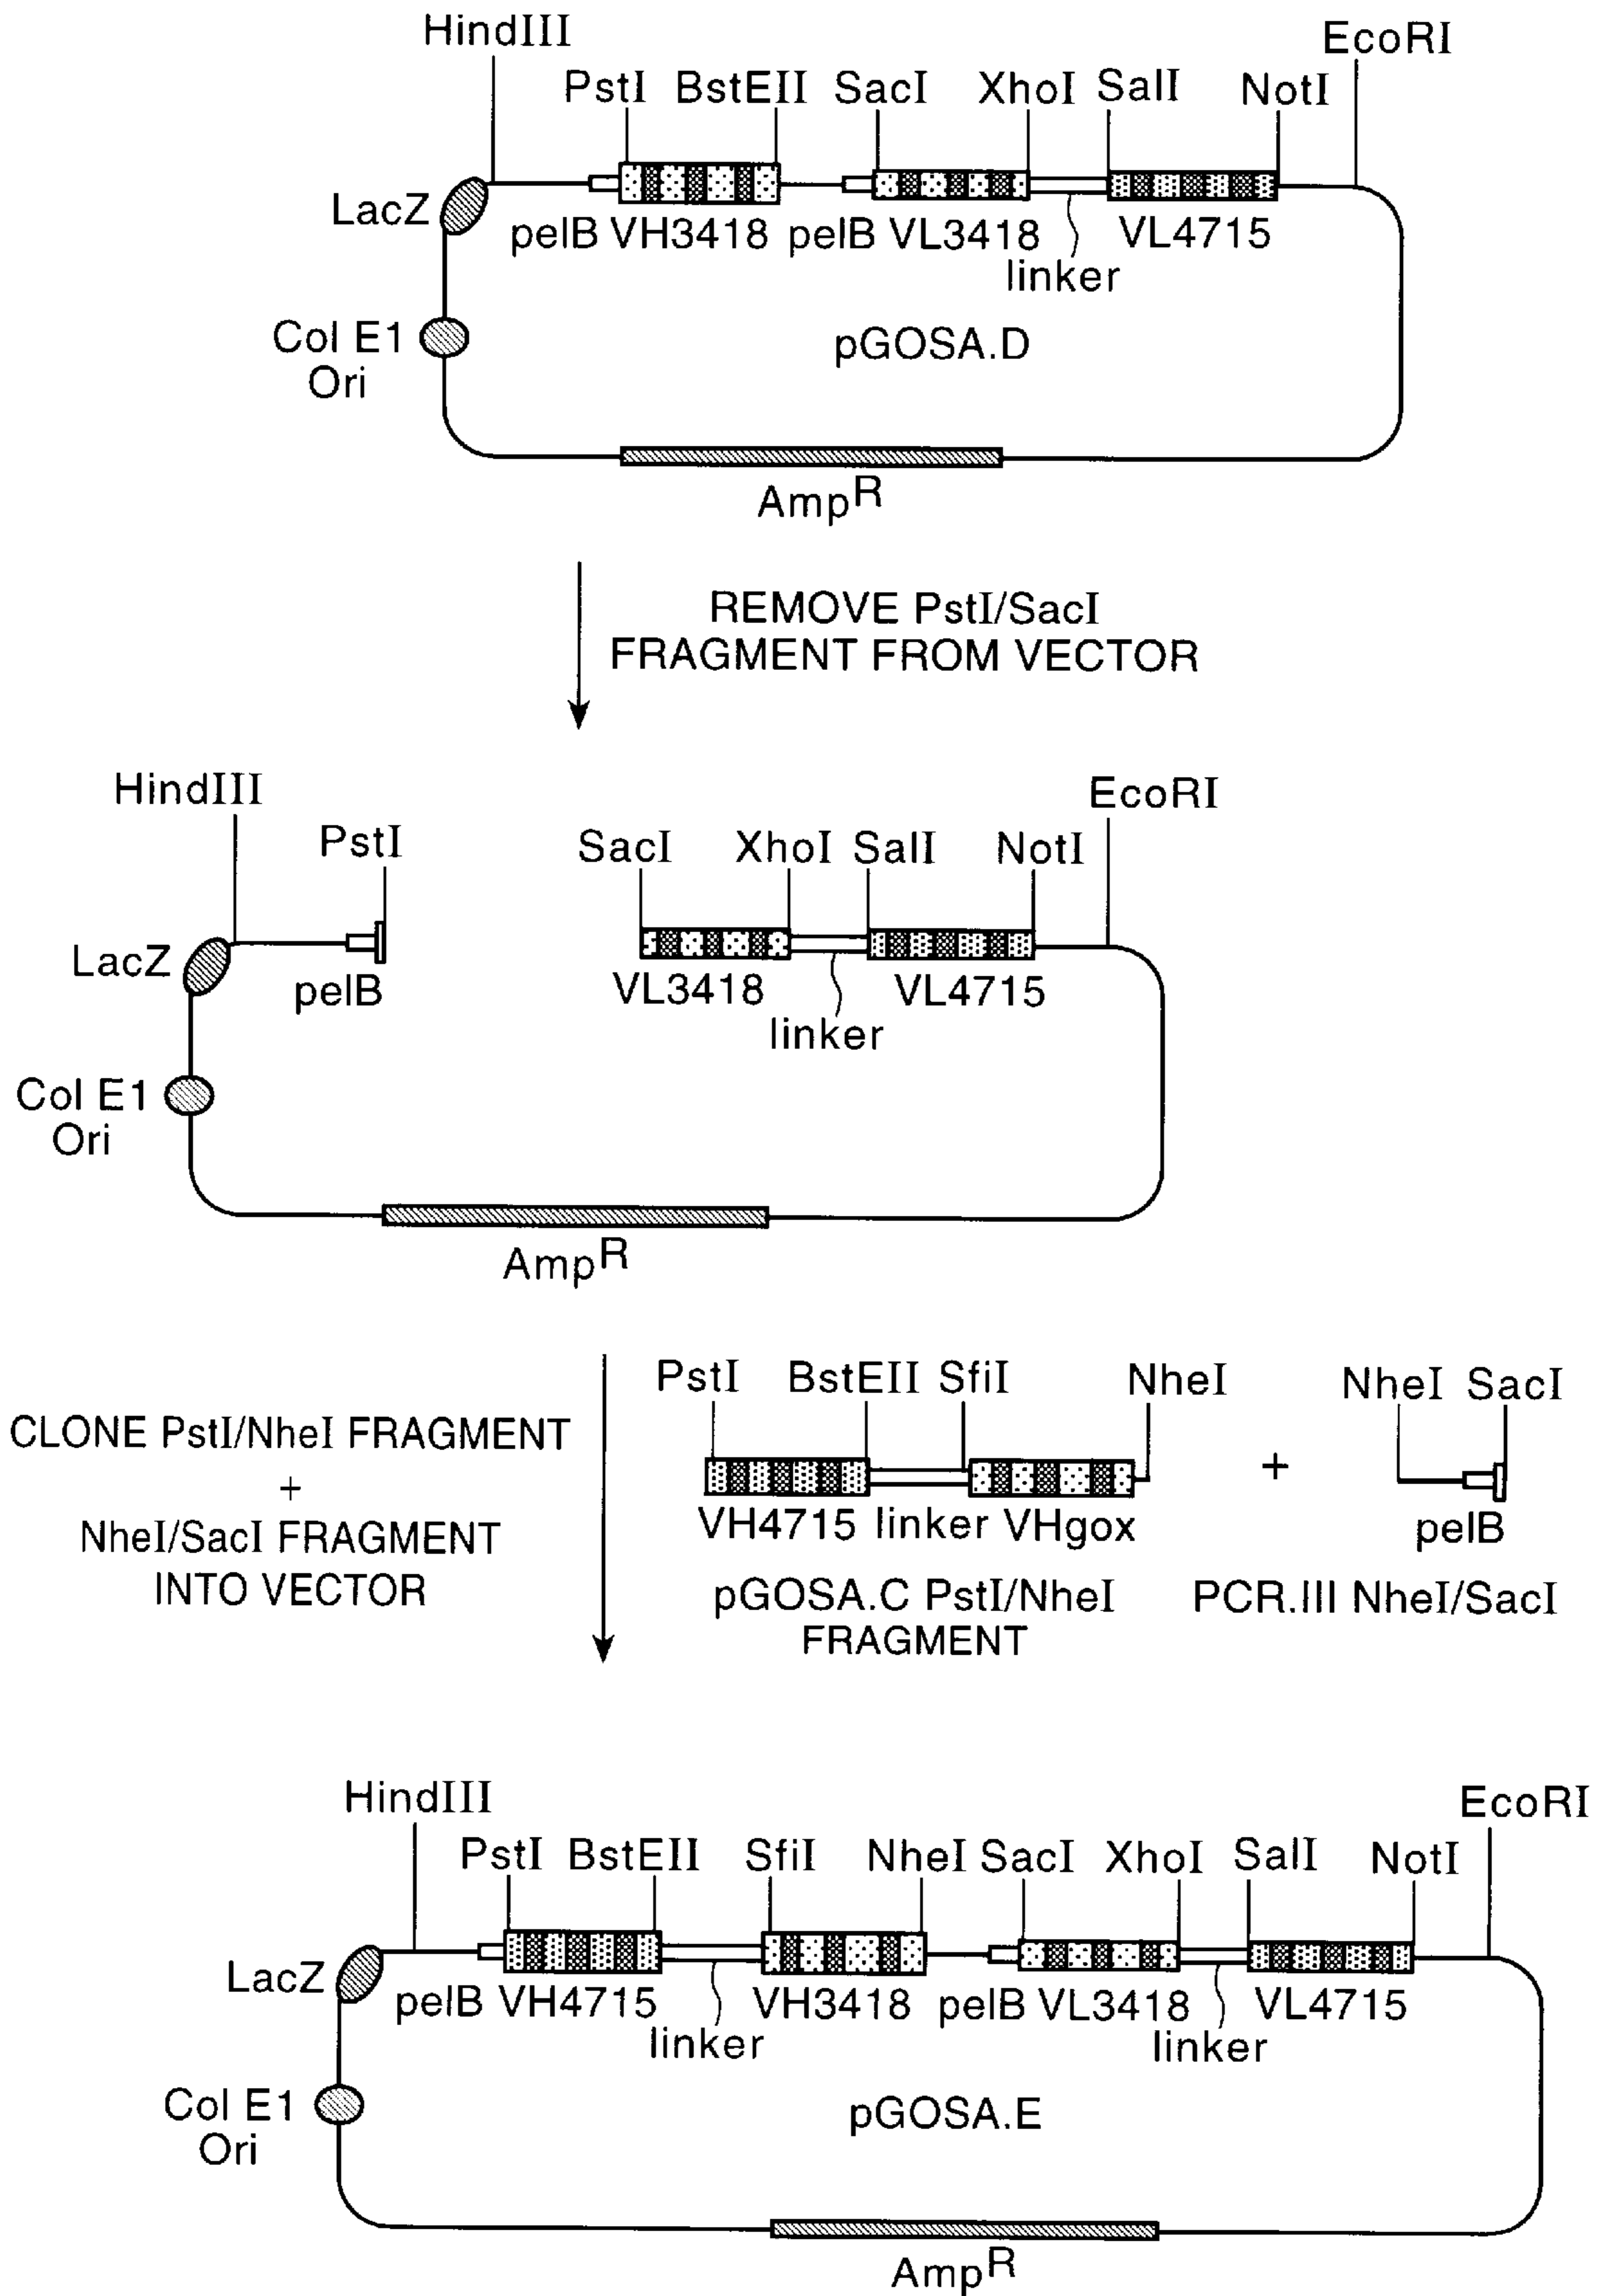 HindIII
EcoRI
PstI BstEII SacI XhoI SalI NotI
LacZ
pelB VH3418 pelB VL3418 VL4715
linker
Col E1
Ori
pGOSA.D
AmpR
REMOVE PstI/SacI
FRAGMENT FROM VECTOR
HindIII
EcoRI
PstI
SacI XhoI SalI NotI
LacZ
pelB
VL3418 VL4715
linker
Col E1
Ori
AmpR
CLONE PstI/NheI FRAGMENT
+
NheI/SacI FRAGMENT
INTO VECTOR
PstI BstEII SfiI NheI
VH4715 linker VHgox
pGOSA.C PstI/NheI
FRAGMENT
+
NheI SacI
pelB
PCR.III NheI/SacI
HindIII
EcoRI
PstI BstEII SfiI NheI SacI XhoI SalI NotI
LacZ
pelB VH4715 VH3418 pelB VL3418 VL4715
linker linker
Col E1
Ori
pGOSA.E
AmpR